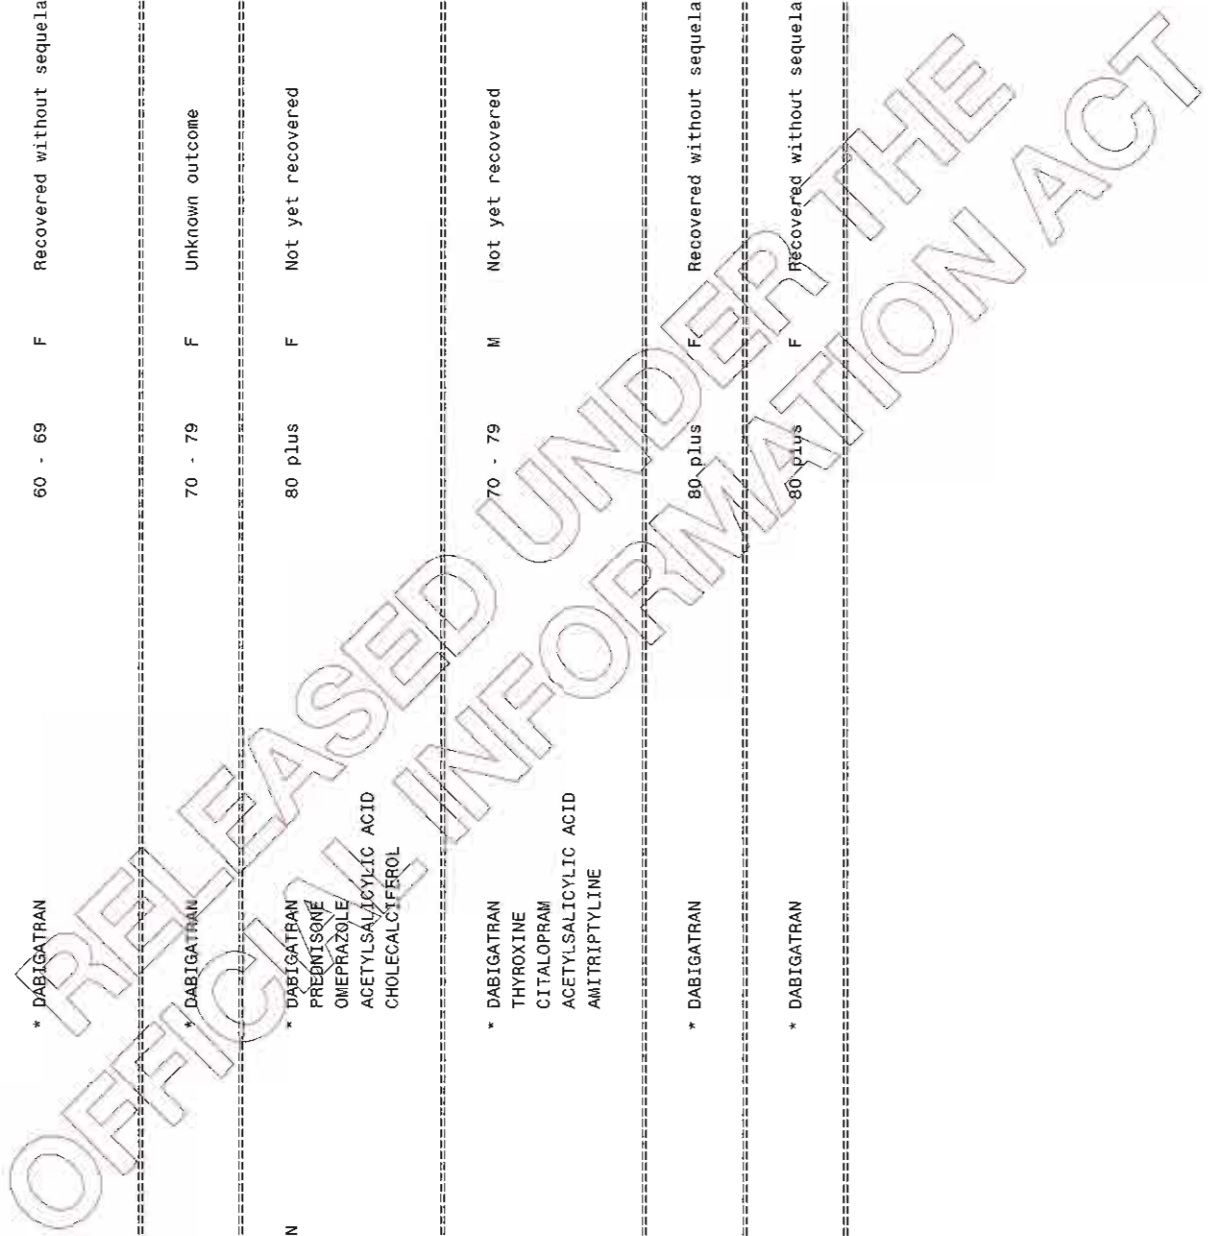 * DABIGATRAN 60 - 69 F Recovered without sequela
* DABIGATRAN 70 - 79 F Unknown outcome
N * DABIGATRAN 80 plus F Not yet recovered
PREDNISONE
OMEPRAZOLE
ACETYLSALICYLIC ACID
CHOLECALCIFEROL
* DABIGATRAN 70 - 79 M Not yet recovered
THYROXINE
CITALOPRAM
ACETYLSALICYLIC ACID
AMITRIPTYLINE
* DABIGATRAN 80 plus F Recovered without sequela
* DABIGATRAN 80 plus F Recovered without sequela
RELEASED UNDER THE
OFFICIAL INFORMATION ACT